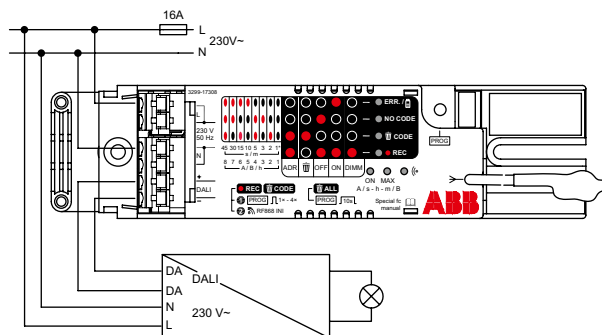 16A
L
230V~
N
3299-17308
L
230 V
50 Hz
N
+
DALI
–
45 30 15 10 5 3 2 1*
s / m
8 7 6 5 4 3 2 1
A / B / h
ADR OFF ON DIMM
ERR. /
NO CODE
CODE
REC
ON MAX
A / s - h - m / B
PROG
REC CODE
1 PROG 1× - 4×
2 RF868 INI
ALL
PROG 10s
Special fc
manual
ABB
DA
DA
N
L
DALI
230 V ~